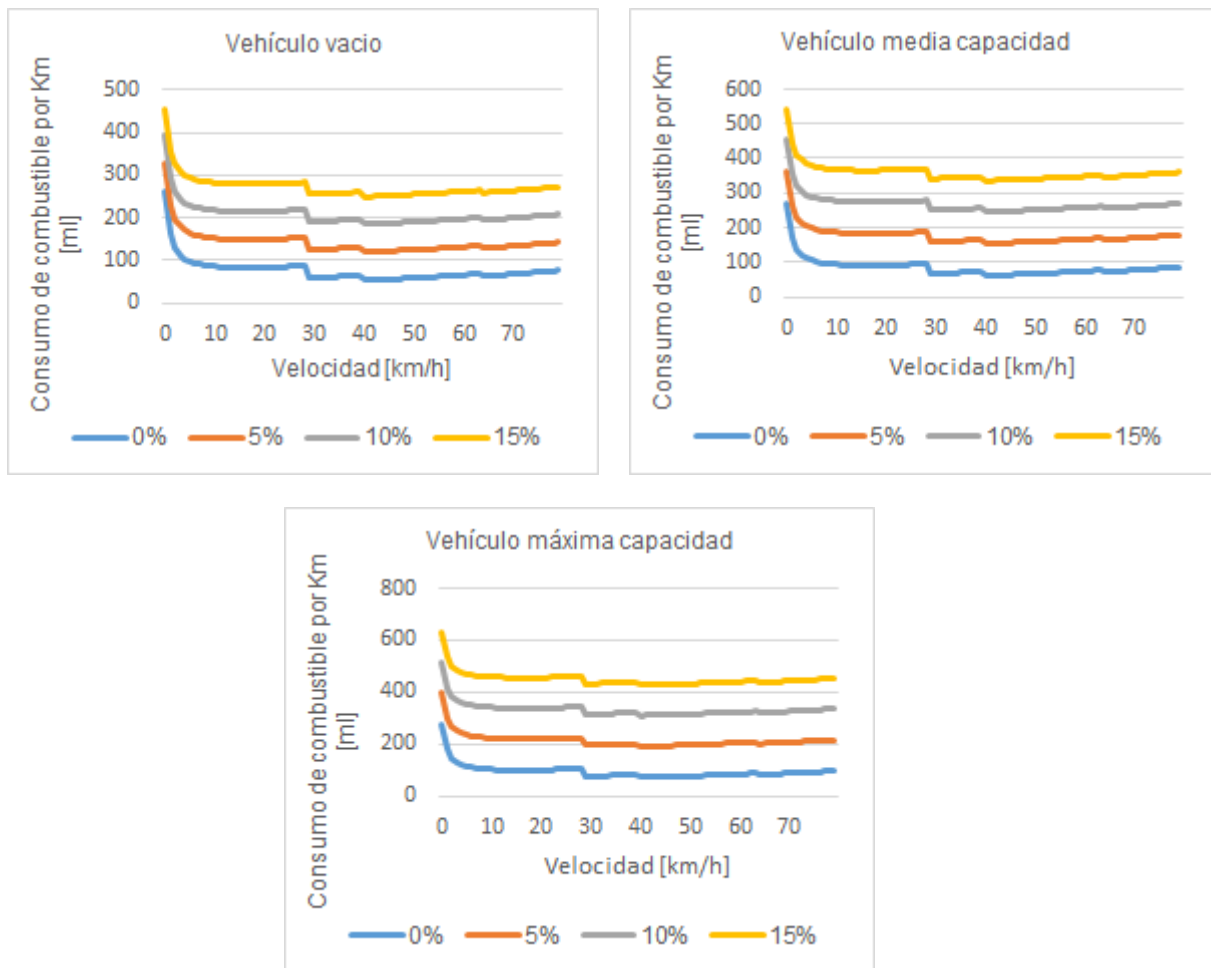 Vehículo vacio
Consumo de combustible por Km
[ml]
500
400
300
200
100
0
0 10 20 30 40 50 60 70
Velocidad [km/h]
0% 5% 10% 15%
Vehículo media capacidad
Consumo de combustible por Km
[ml]
600
500
400
300
200
100
0
0 10 20 30 40 50 60 70
Velocidad [km/h]
0% 5% 10% 15%
Vehículo máxima capacidad
Consumo de combustible por Km
[ml]
800
600
400
200
0
0 10 20 30 40 50 60 70
Velocidad [km/h]
0% 5% 10% 15%